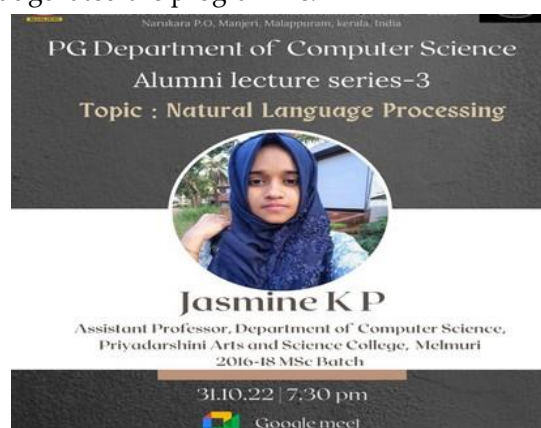 Narukara P.O, Manjeri, Malappuram, kerala, India
PG Department of Computer Science
Alumni lecture series-3
Topic : Natural Language Processing
Jasmine K P
Assistant Professor, Department of Computer Science,
Priyadarshini Arts and Science College, Melmuri
2016-18 MSc Batch
31.10.22 | 7.30 pm
Google meet